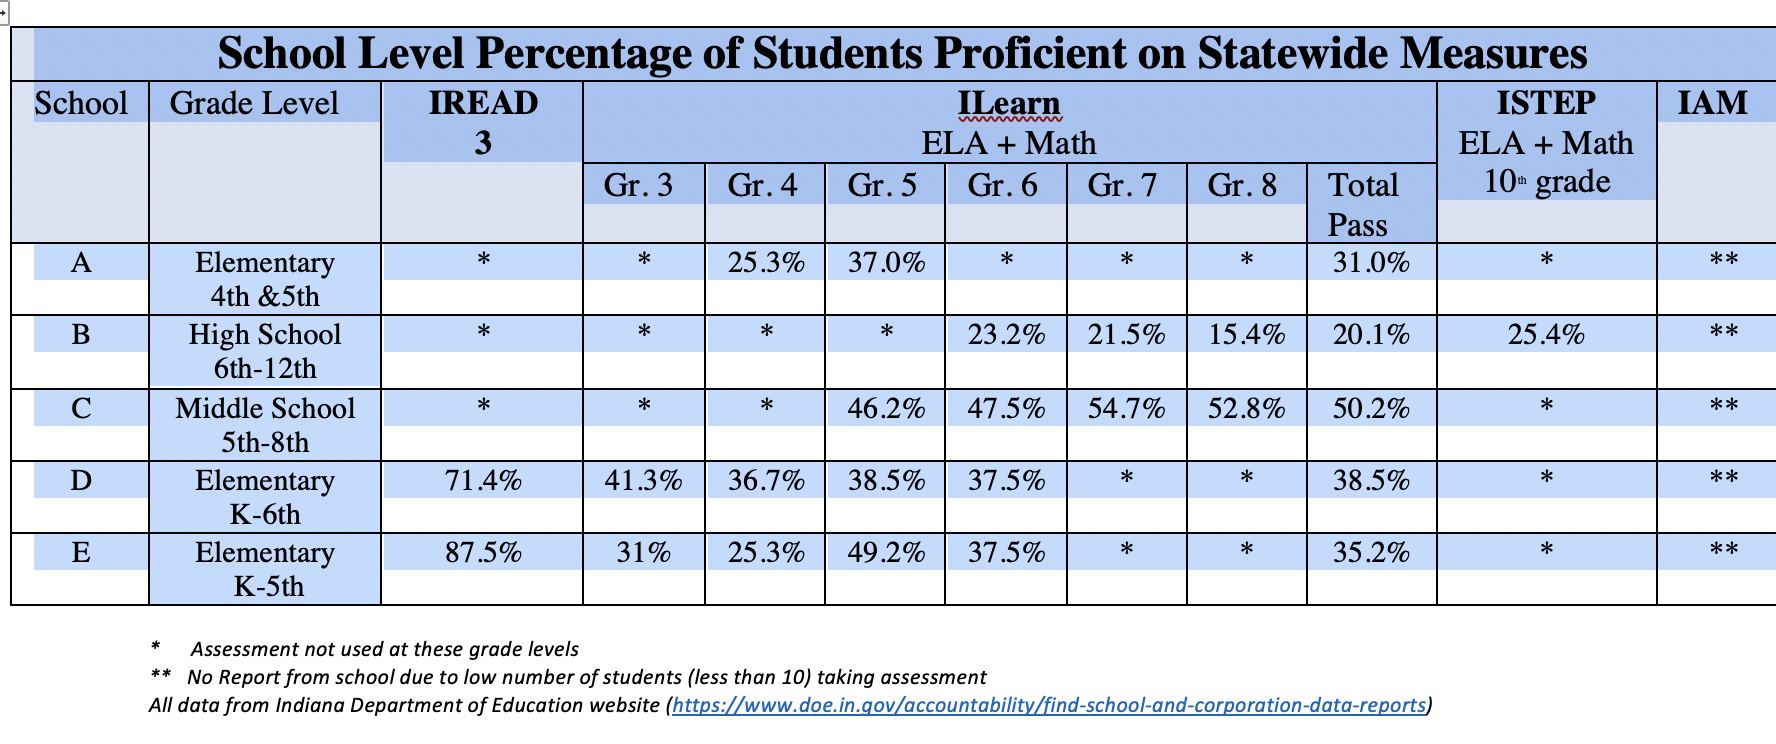 School Level Percentage of Students Proficient on Statewide Measures
School Grade Level IREAD 3 ILearn ELA + Math ISTEP ELA + Math 10th grade IAM
Gr. 3 Gr. 4 Gr. 5 Gr. 6 Gr. 7 Gr. 8 Total Pass
A Elementary 4th &5th * * 25.3% 37.0% * * * 31.0% * **
B High School 6th-12th * * * * 23.2% 21.5% 15.4% 20.1% 25.4% **
C Middle School 5th-8th * * * 46.2% 47.5% 54.7% 52.8% 50.2% * **
D Elementary K-6th 71.4% 41.3% 36.7% 38.5% 37.5% * * 38.5% * **
E Elementary K-5th 87.5% 31% 25.3% 49.2% 37.5% * * 35.2% * **
* Assessment not used at these grade levels
** No Report from school due to low number of students (less than 10) taking assessment
All data from Indiana Department of Education website (https://www.doe.in.gov/accountability/find-school-and-corporation-data-reports)